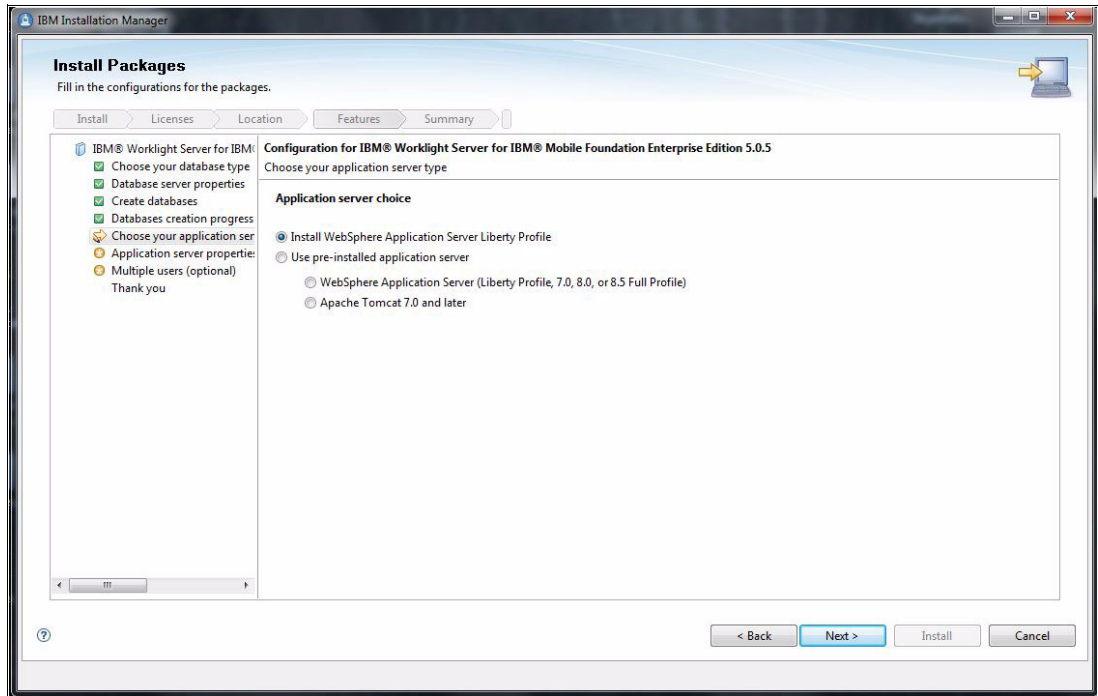 IBM Installation Manager
Install Packages
Fill in the configurations for the packages.
Install
Licenses
Location
Features
Summary
IBM® Worklight Server for IBM®
Choose your database type
Database server properties
Create databases
Databases creation progress
Choose your application ser
Application server propertie
Multiple users (optional)
Thank you
Configuration for IBM® Worklight Server for IBM® Mobile Foundation Enterprise Edition 5.0.5
Choose your application server type
Application server choice
Install WebSphere Application Server Liberty Profile
Use pre-installed application server
WebSphere Application Server (Liberty Profile, 7.0, 8.0, or 8.5 Full Profile)
Apache Tomcat 7.0 and later
?
< Back
Next >
Install
Cancel